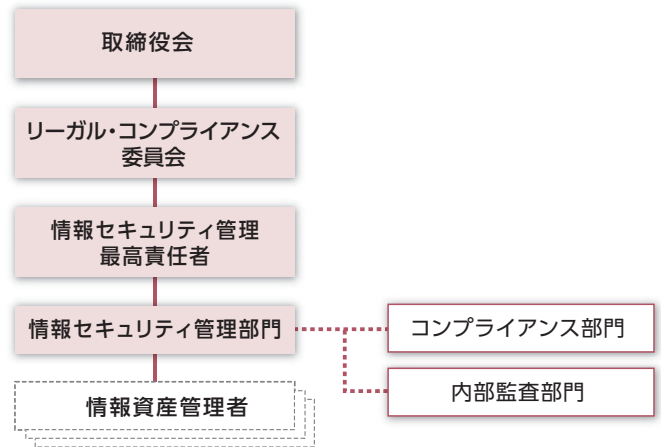 取締役会
リーガル・コンプライアンス
委員会
情報セキュリティ管理
最高責任者
情報セキュリティ管理部門
コンプライアンス部門
内部監査部門
情報資産管理者